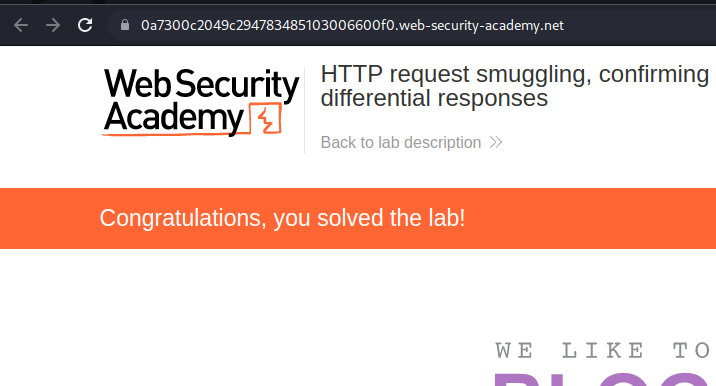 0a7300c2049c294783485103006600f0.web-security-academy.net
Web Security
Academy
HTTP request smuggling, confirming
differential responses
Back to lab description
Congratulations, you solved the lab!
WE LIKE TO